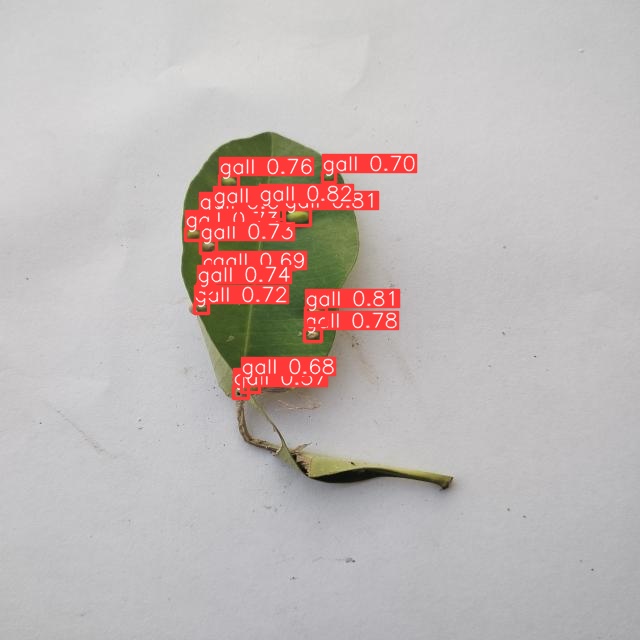 gall 0.76
gall 0.70
gall 0.82
gall 0.73
gall 0.69
gall 0.74
gall 0.72
gall 0.81
gall 0.78
gall 0.68